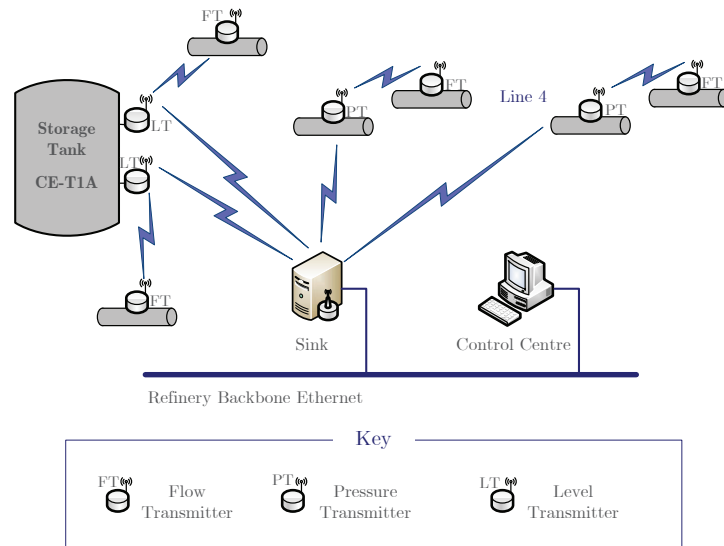 FT
FT
FT
Line 4
PT
PT
LT
Storage
Tank
CE-T1A
LT
FT
Sink
Control Centre
Refinery Backbone Ethernet
Key
FT
Flow
Transmitter
PT
Pressure
Transmitter
LT
Level
Transmitter